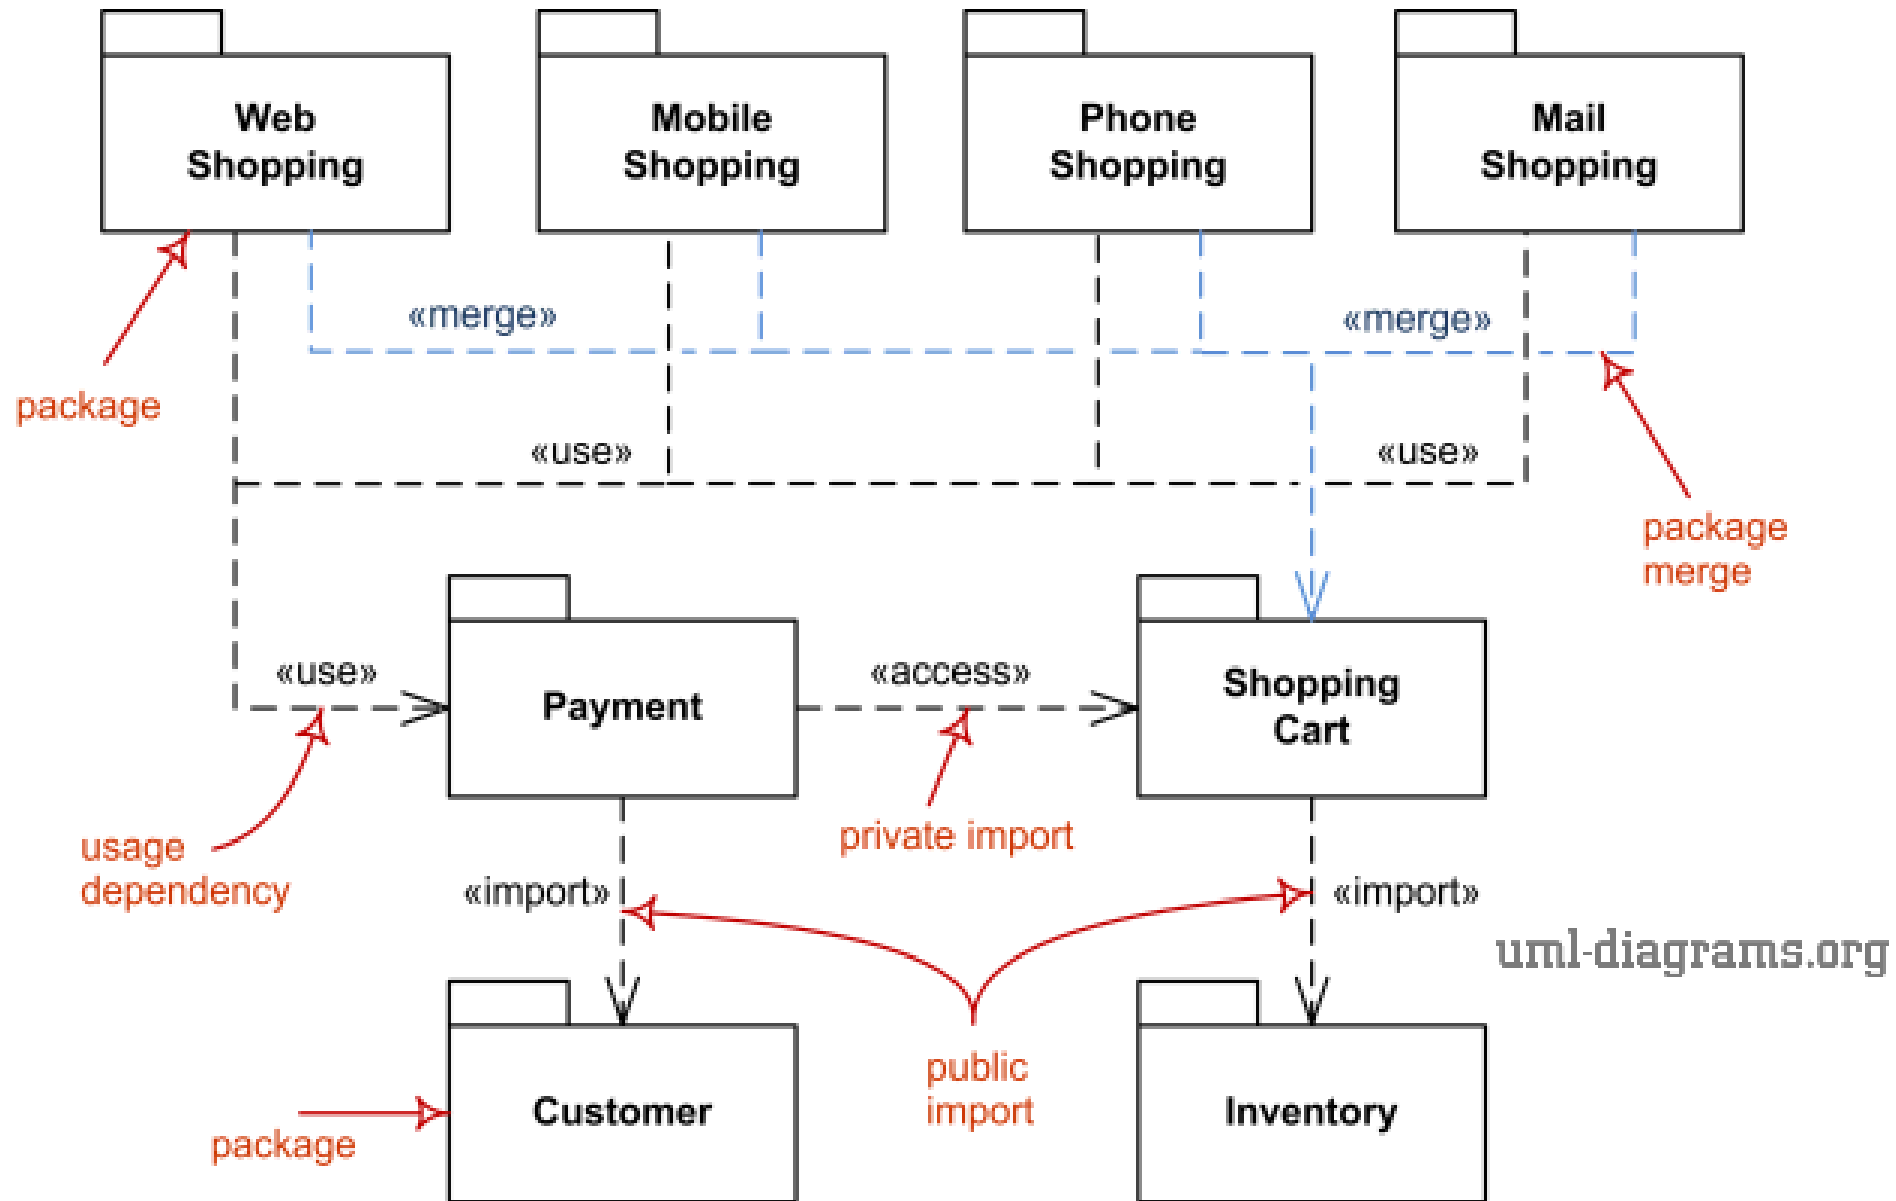 Web
Shopping
Mobile
Shopping
Phone
Shopping
Mail
Shopping
«merge»
«merge»
package
«use»
«use»
package
merge
«use»
Payment
«access»
Shopping
Cart
usage
dependency
private import
«import»
«import»
uml-diagrams.org
public
import
Customer
Inventory
package